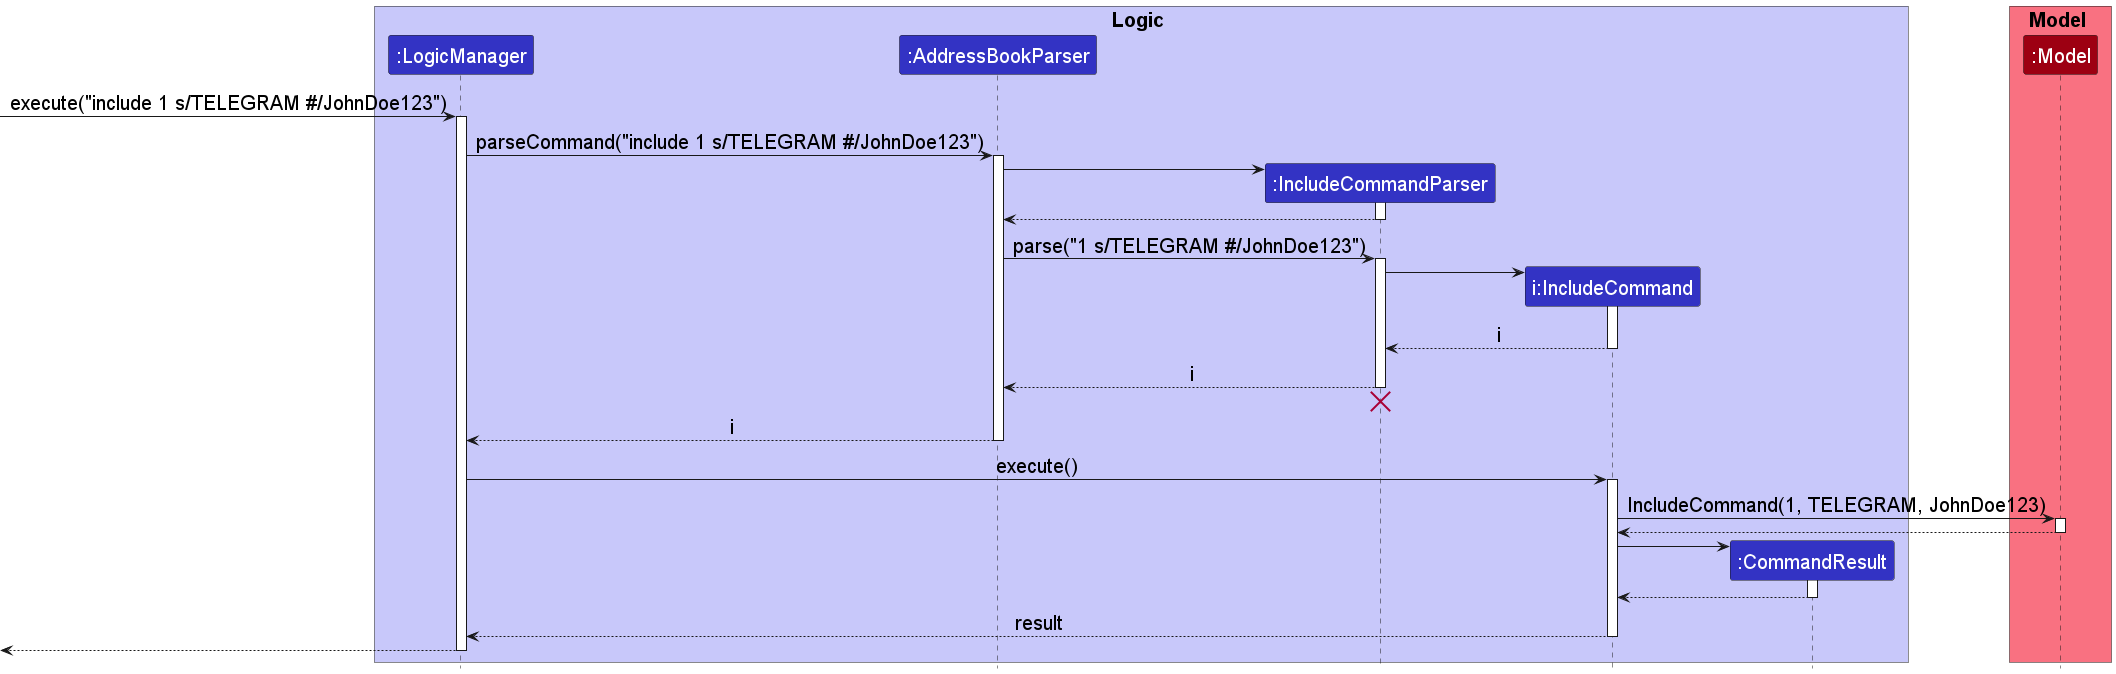 Logic
Model
:LogicManager
:AddressBookParser
:Model
execute("include 1 s/TELEGRAM #/JohnDoe123")
parseCommand("include 1 s/TELEGRAM #/JohnDoe123")
:IncludeCommandParser
parse("1 s/TELEGRAM #/JohnDoe123")
i:IncludeCommand
i
i
i
execute()
IncludeCommand(1, TELEGRAM, JohnDoe123)
:CommandResult
result